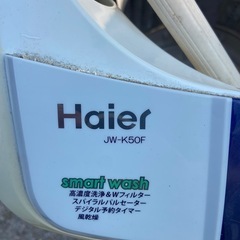 Haier
JW-K50F
smart wash
高濃度洗浄&Wフィルター
スパイラルパルセーター
デジタル予約タイマー
風乾燥